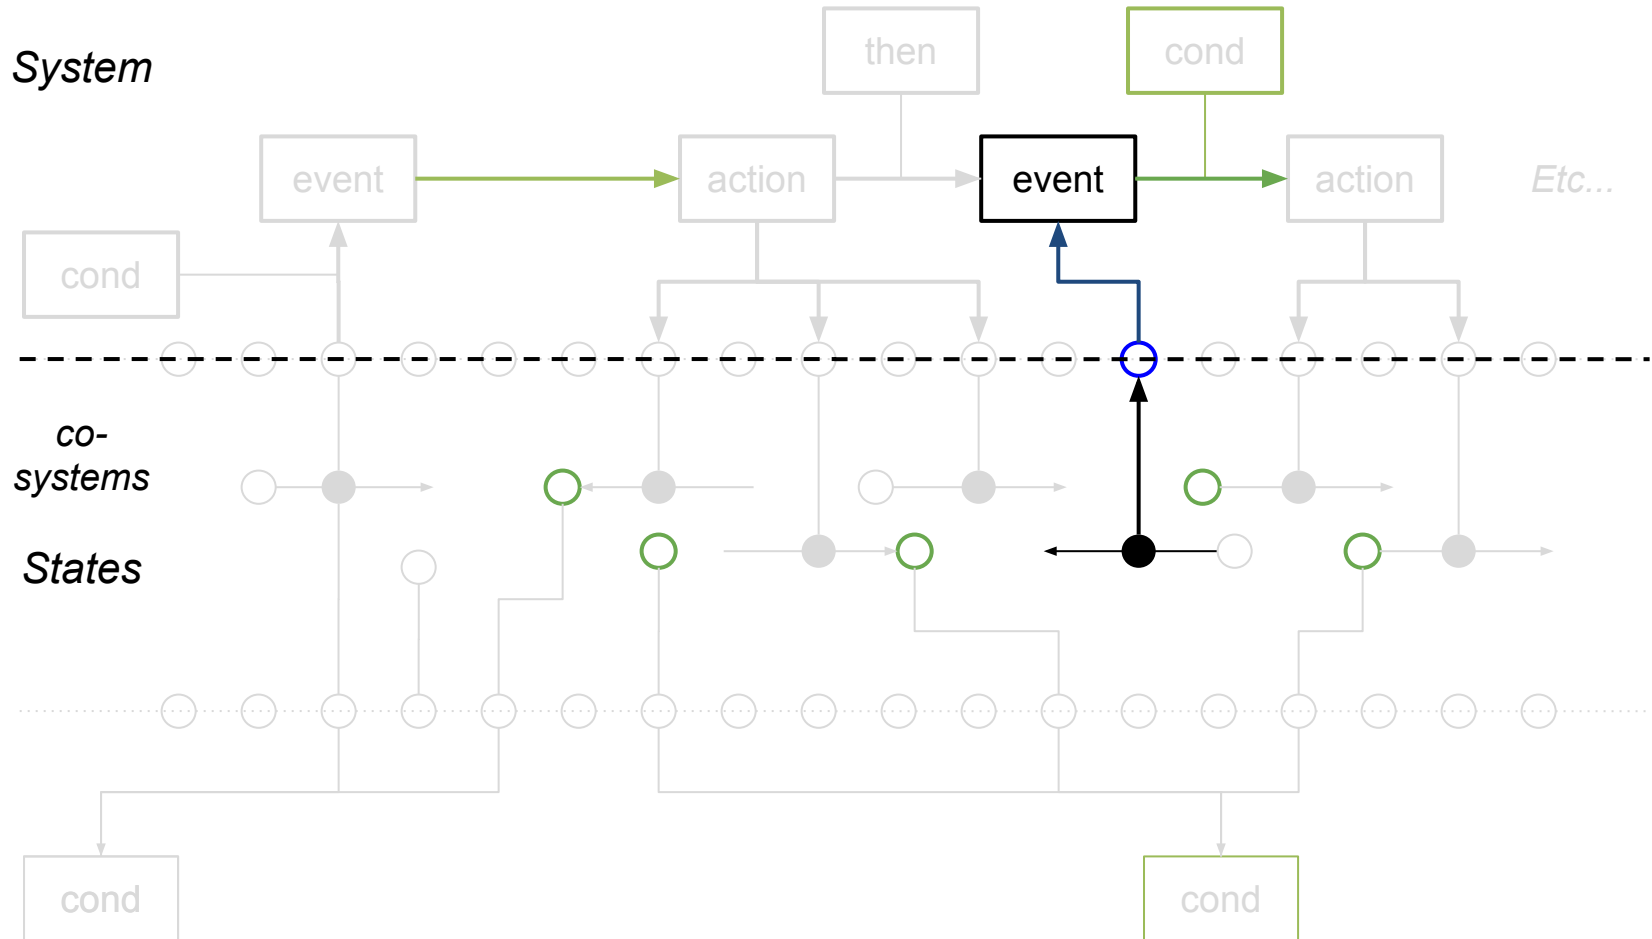 then
cond
System
event
action
event
action
Etc...
cond
co-
systems
States
cond
cond